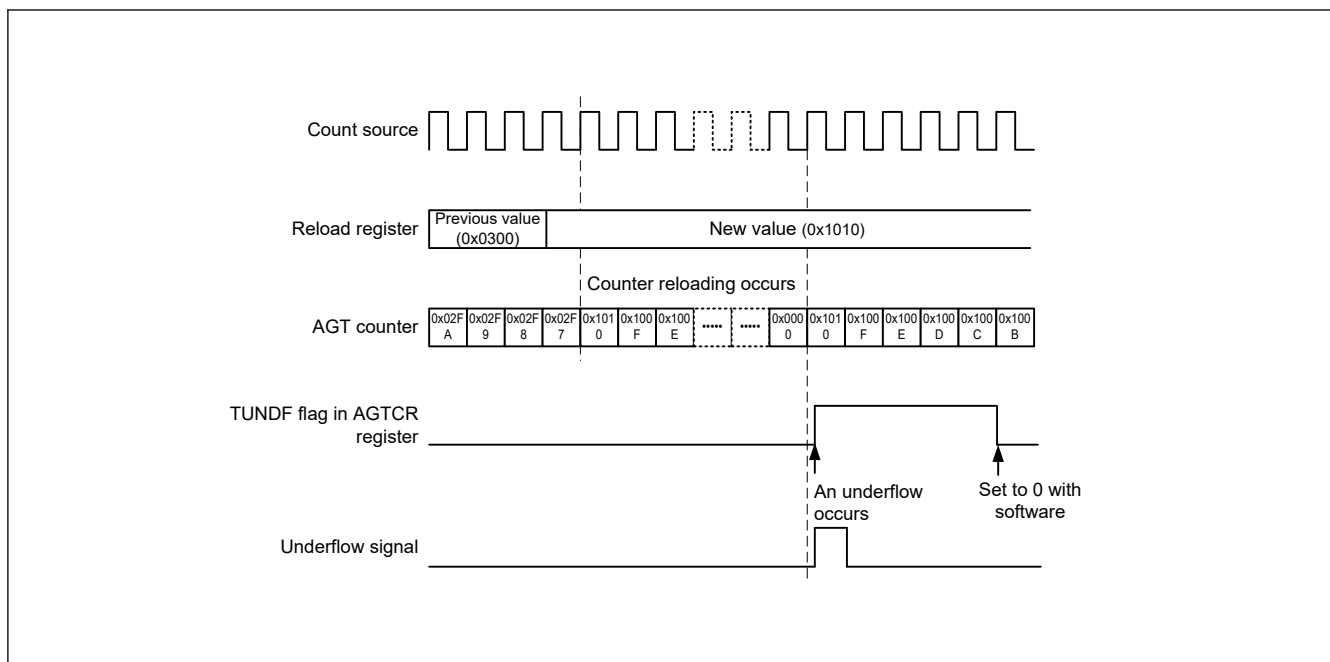 Count source
Reload register
Previous value
(0x0300)
New value (0x1010)
Counter reloading occurs
AGT counter
0x02F
A
0x02F
9
0x02F
8
0x02F
7
0x101
0
0x100
F
0x100
E
.....
.....
0x000
0
0x101
0
0x100
F
0x100
E
0x100
D
0x100
C
0x100
B
TUNDF flag in AGTCR
register
An underflow
occurs
Set to 0 with
software
Underflow signal